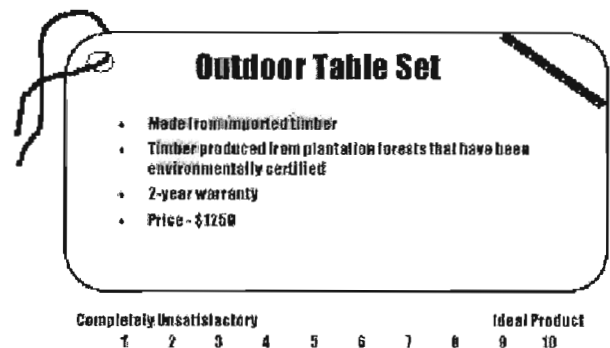 Outdoor Table Set
• Made from imported timber
• Timber produced from plantation forests that have been
environmentally certified
• 2-year warranty
• Price - $1250
Completely Unsatisfactory Ideal Product
1 2 3 4 5 6 7 8 9 10